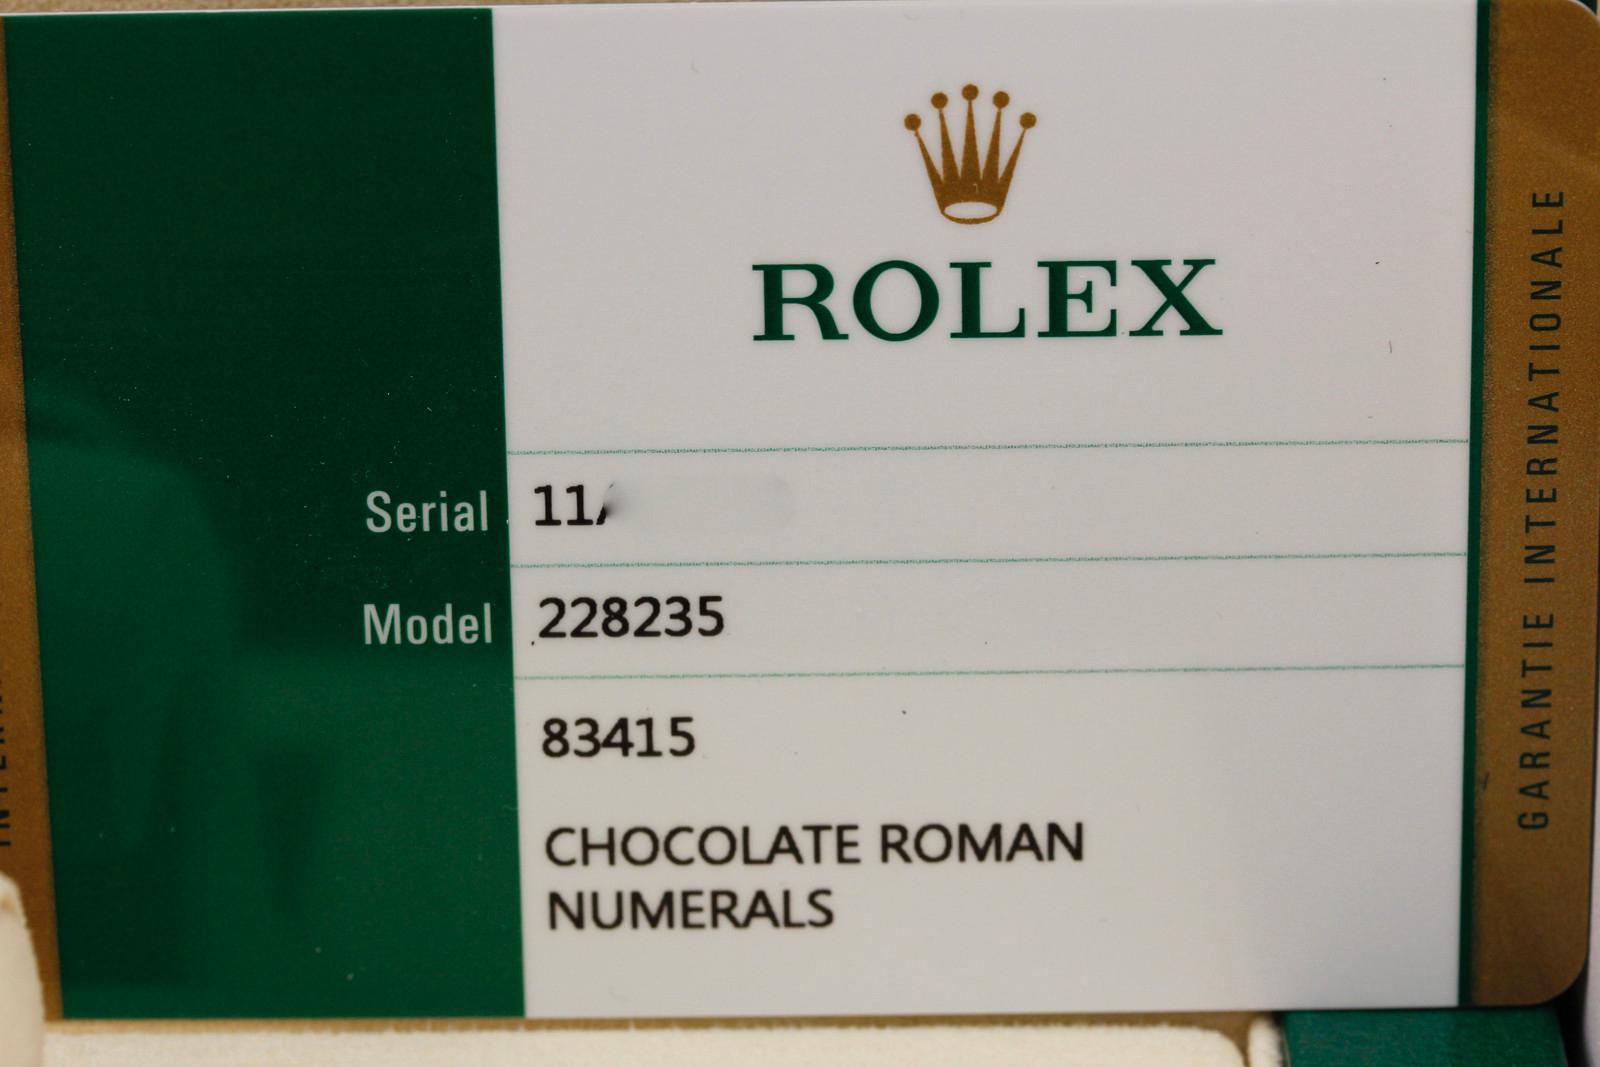 ROLEX
Serial 11
Model 228235
83415
CHOCOLATE ROMAN
NUMERALS
GARANTIE INTERNATIONALE